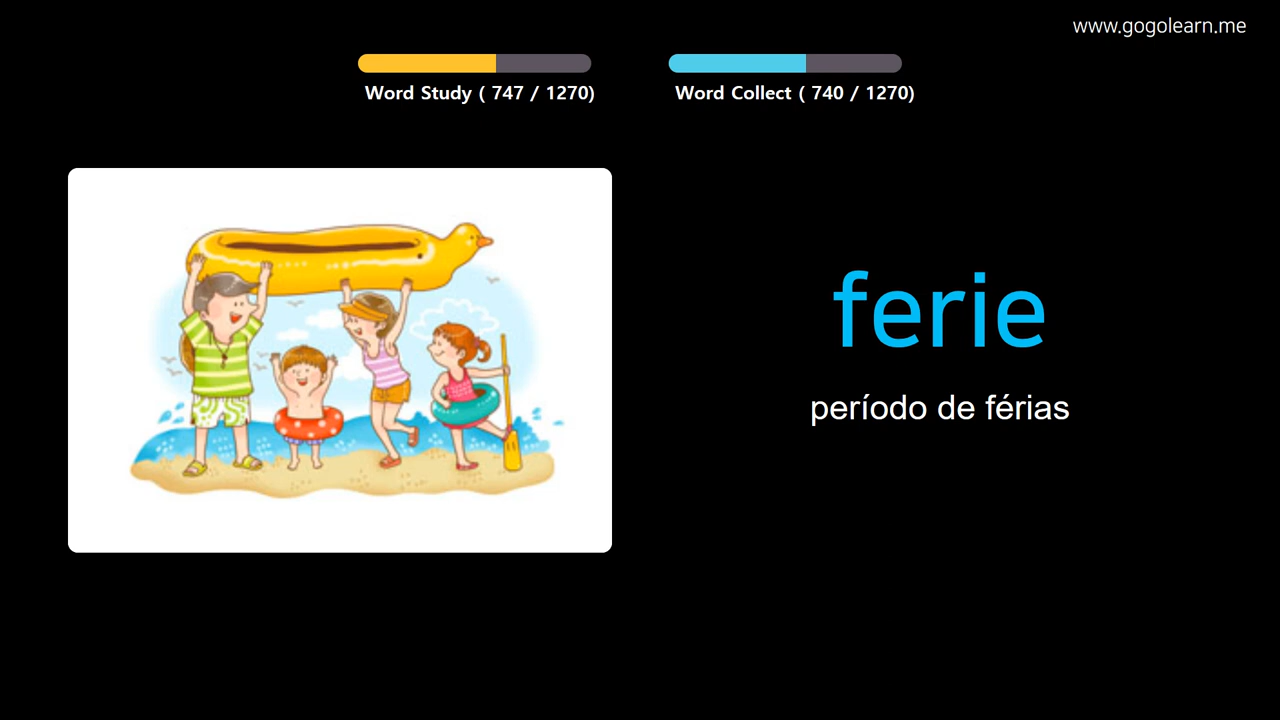 www.gogolearn.me
Word Study ( 747 / 1270)
Word Collect ( 740 / 1270)
ferie
período de férias